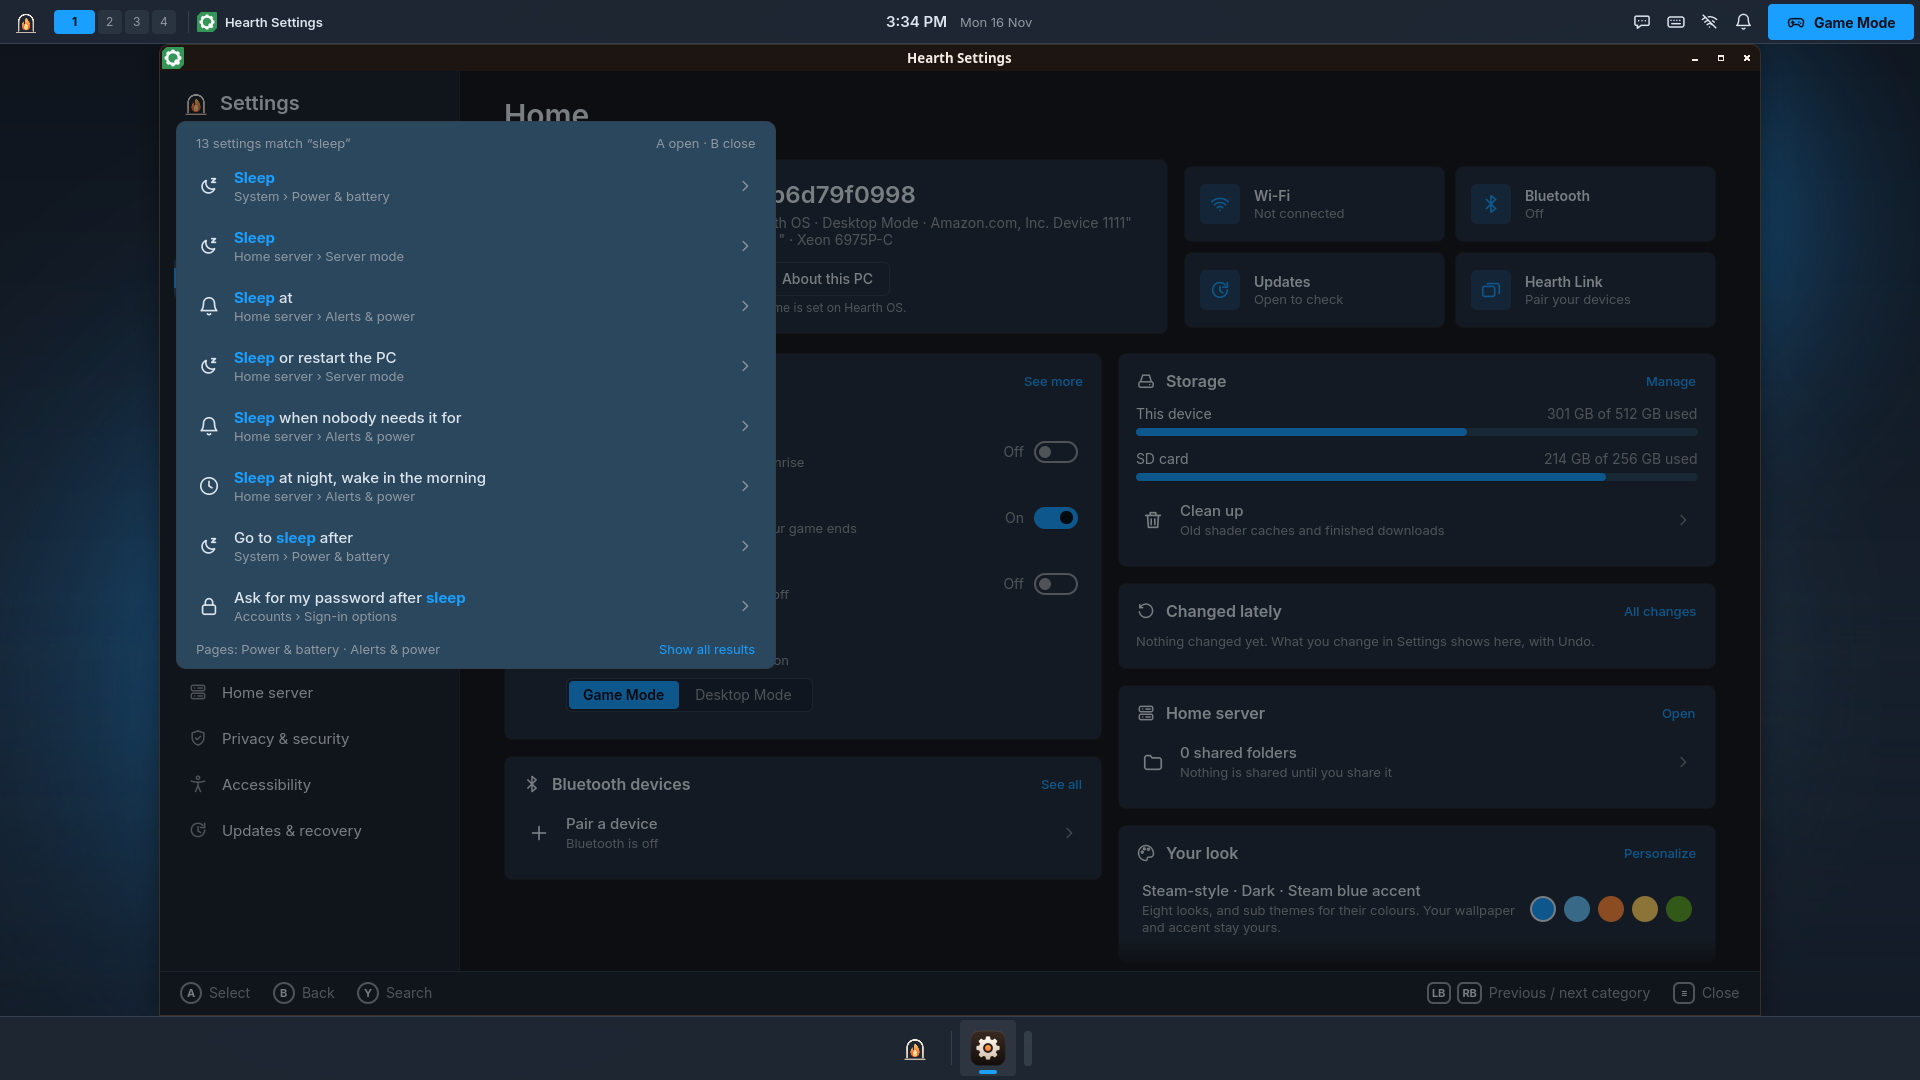 1 2 3 4 Hearth Settings
3:34 PM Mon 16 Nov
Game Mode
Hearth Settings
Settings
13 settings match “sleep”
A open · B close
Sleep
System › Power & battery
Sleep
Home server › Server mode
Sleep at
Home server › Alerts & power
Sleep or restart the PC
Home server › Server mode
Sleep when nobody needs it for
Home server › Alerts & power
Sleep at night, wake in the morning
Home server › Alerts & power
Go to sleep after
System › Power & battery
Ask for my password after sleep
Accounts › Sign-in options
Pages: Power & battery · Alerts & power
Show all results
Home server
Privacy & security
Accessibility
Updates & recovery
Home
b6d79f0998
th OS · Desktop Mode · Amazon.com, Inc. Device 1111"
" · Xeon 6975P-C
About this PC
me is set on Hearth OS.
Wi-Fi
Not connected
Bluetooth
Off
Updates
Open to check
Hearth Link
Pair your devices
See more
Off
nrise
On
ur game ends
Off
off
on
Game Mode Desktop Mode
Bluetooth devices
See all
Pair a device
Bluetooth is off
Storage
Manage
This device
301 GB of 512 GB used
SD card
214 GB of 256 GB used
Clean up
Old shader caches and finished downloads
Changed lately
All changes
Nothing changed yet. What you change in Settings shows here, with Undo.
Home server
Open
0 shared folders
Nothing is shared until you share it
Your look
Personalize
Steam-style · Dark · Steam blue accent
Eight looks, and sub themes for their colours. Your wallpaper
and accent stay yours.
A Select B Back Y Search
LB RB Previous / next category Close